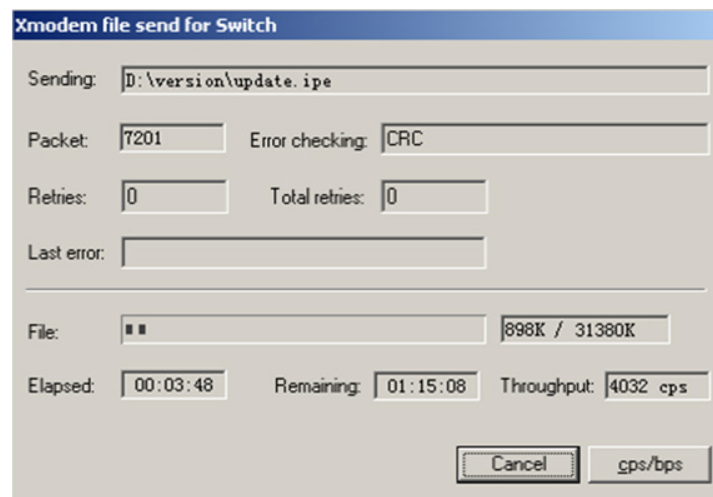 Xmodem file send for Switch
Sending: D:\version\update.ipe
Packet: 7201 Error checking: CRC
Retries: 0 Total retries: 0
Last error:
File: 898K / 31380K
Elapsed: 00:03:48 Remaining: 01:15:08 Throughput: 4032 cps
Cancel cps/bps